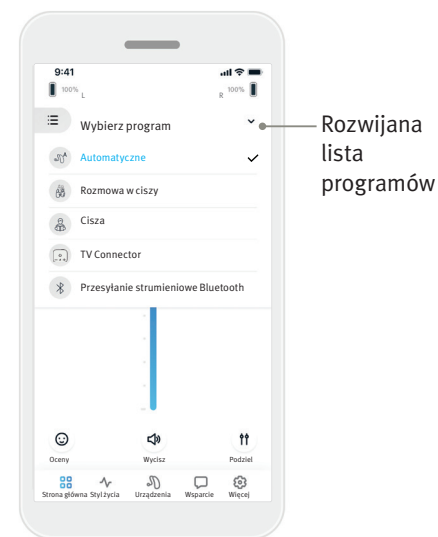 9:41
100% L
R 100%
Wybierz program
Automatyczne
Rozmowa w ciszy
Cisza
TV Connector
Przesyłanie strumieniowe Bluetooth
Rozwijana
lista
programów
Oceny
Wycisz
Podziel
Strona główna
Styl życia
Urządzenia
Wsparcie
Więcej